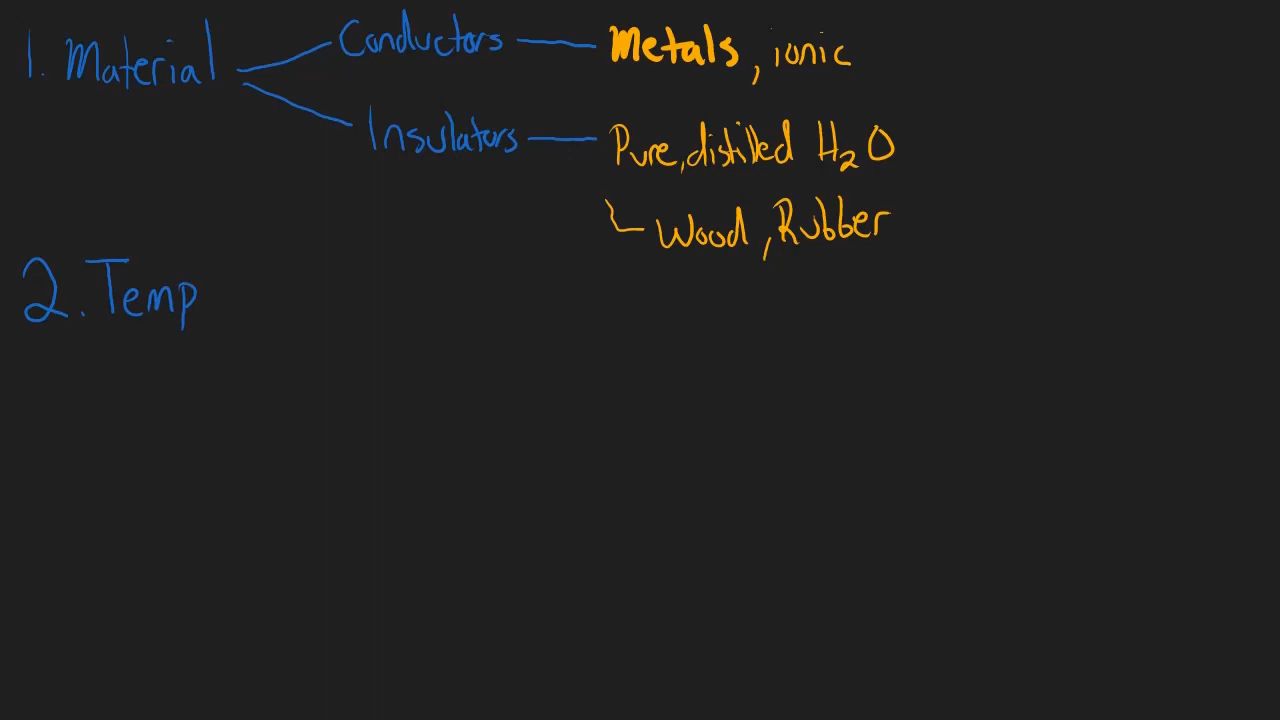 1. Material
Conductors
Metals, ionic
Insulators
Pure, distilled H₂O
Wood, Rubber
2. Temp